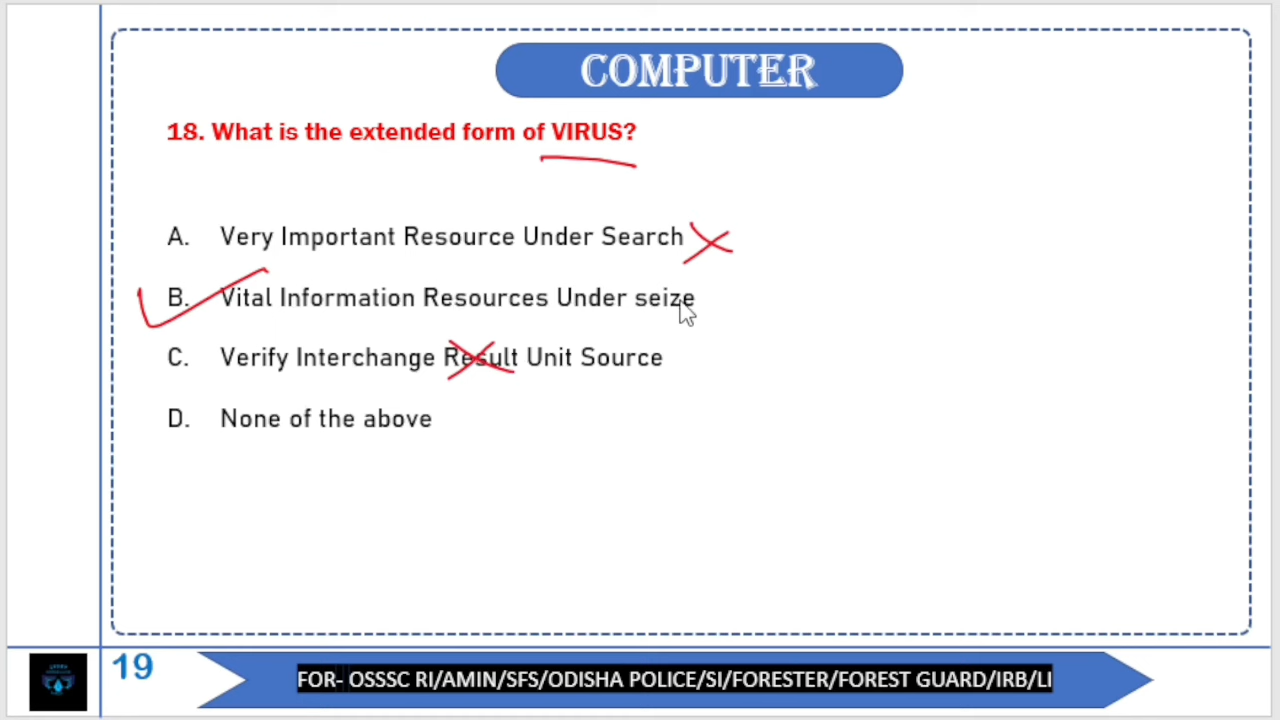 COMPUTER
18. What is the extended form of VIRUS?
A. Very Important Resource Under Search
B. Vital Information Resources Under seize
C. Verify Interchange Result Unit Source
D. None of the above
19
FOR- OSSSC RI/AMIN/SFS/ODISHA POLICE/SI/FORESTER/FOREST GUARD/IRB/LI